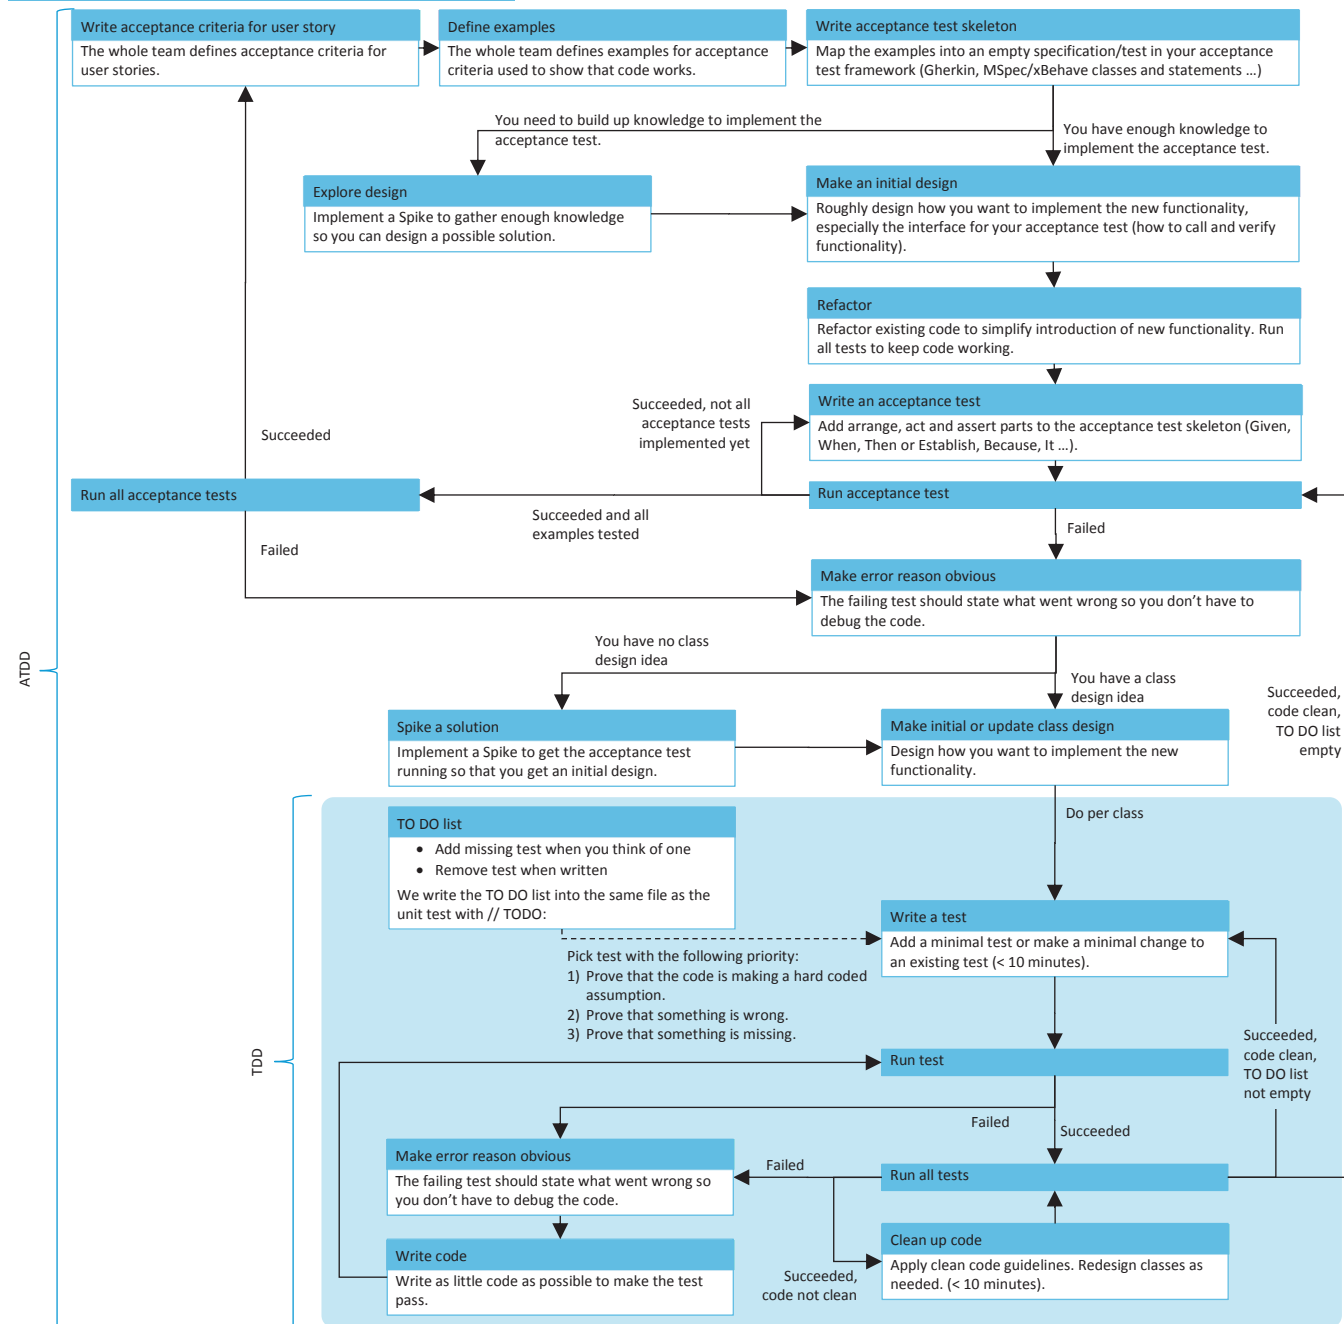 Write acceptance criteria for user story
The whole team defines acceptance criteria for
user stories.
Define examples
The whole team defines examples for acceptance
criteria used to show that code works.
Write acceptance test skeleton
Map the examples into an empty specification/test in your acceptance
test framework (Gherkin, MSpec/xBehave classes and statements …)
You need to build up knowledge to implement the
acceptance test.
You have enough knowledge to
implement the acceptance test.
Explore design
Implement a Spike to gather enough knowledge
so you can design a possible solution.
Make an initial design
Roughly design how you want to implement the new functionality,
especially the interface for your acceptance test (how to call and verify
functionality).
Refactor
Refactor existing code to simplify introduction of new functionality. Run
all tests to keep code working.
Succeeded, not all
acceptance tests
implemented yet
Write an acceptance test
Add arrange, act and assert parts to the acceptance test skeleton (Given,
When, Then or Establish, Because, It …).
Succeeded
Run all acceptance tests
Run acceptance test
Succeeded and all
examples tested
Failed
Failed
Make error reason obvious
The failing test should state what went wrong so you don’t have to
debug the code.
ATDD
You have no class
design idea
You have a class
design idea
Succeeded,
code clean,
TO DO list
empty
Spike a solution
Implement a Spike to get the acceptance test
running so that you get an initial design.
Make initial or update class design
Design how you want to implement the new
functionality.
Do per class
TO DO list
• Add missing test when you think of one
• Remove test when written
We write the TO DO list into the same file as the
unit test with // TODO:
Write a test
Add a minimal test or make a minimal change to
an existing test (< 10 minutes).
Pick test with the following priority:
1) Prove that the code is making a hard coded
assumption.
2) Prove that something is wrong.
3) Prove that something is missing.
TDD
Run test
Succeeded,
code clean,
TO DO list
not empty
Failed
Succeeded
Make error reason obvious
The failing test should state what went wrong so
you don’t have to debug the code.
Failed
Run all tests
Write code
Write as little code as possible to make the test
pass.
Succeeded,
code not clean
Clean up code
Apply clean code guidelines. Redesign classes as
needed. (< 10 minutes).